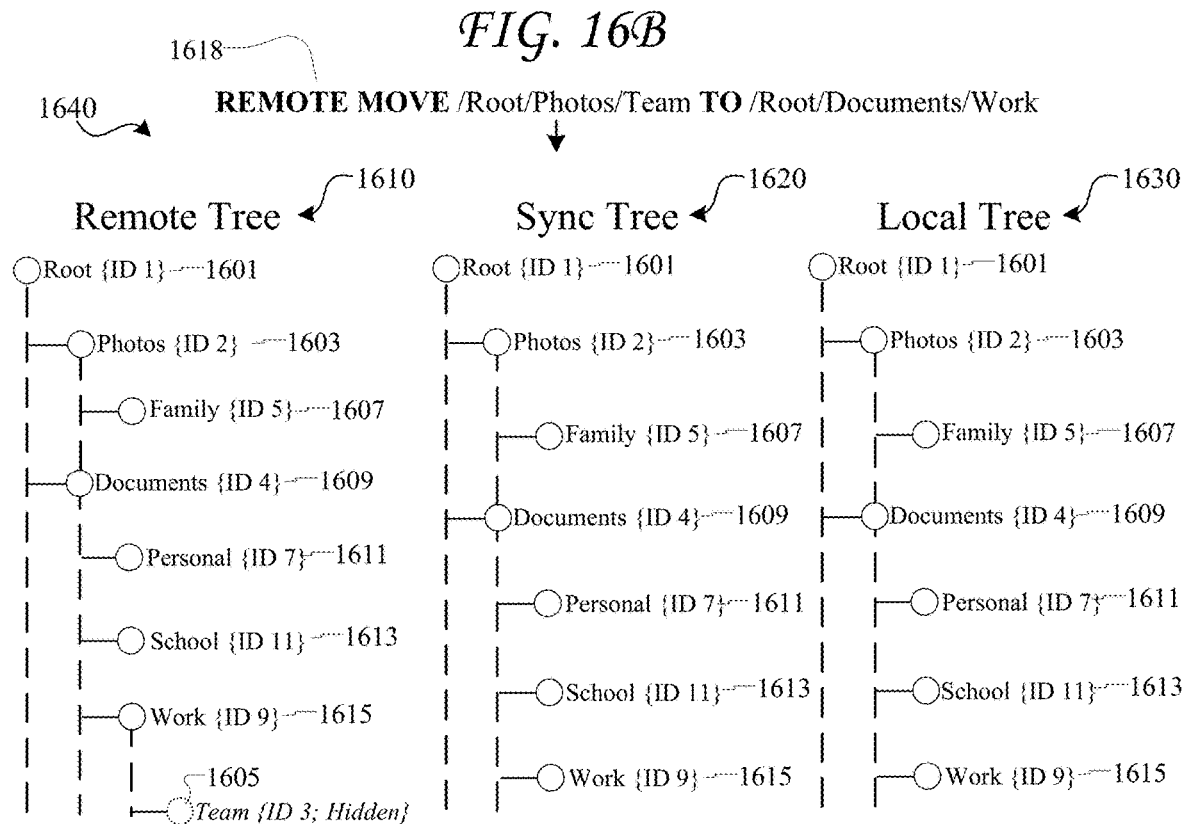 FIG. 16B
1618
REMOTE MOVE /Root/Photos/Team TO /Root/Documents/Work
1640
1610
Remote Tree
Root {ID 1} 1601
Photos {ID 2} 1603
Family {ID 5} 1607
Documents {ID 4} 1609
Personal {ID 7} 1611
School {ID 11} 1613
Work {ID 9} 1615
1605
Team {ID 3; Hidden}
1620
Sync Tree
Root {ID 1} 1601
Photos {ID 2} 1603
Family {ID 5} 1607
Documents {ID 4} 1609
Personal {ID 7} 1611
School {ID 11} 1613
Work {ID 9} 1615
1630
Local Tree
Root {ID 1} 1601
Photos {ID 2} 1603
Family {ID 5} 1607
Documents {ID 4} 1609
Personal {ID 7} 1611
School {ID 11} 1613
Work {ID 9} 1615